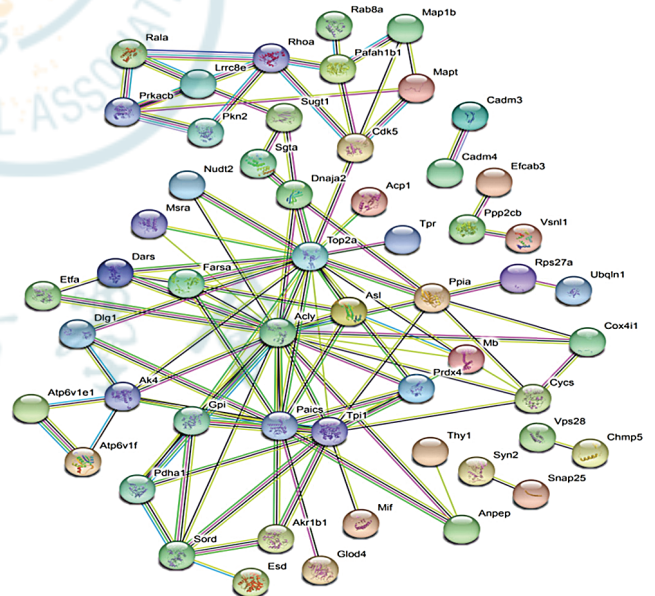 Rab8a
Map1b
Rala
Rhoa
Pafah1b1
Lrrc8e
Mapt
Prkacb
Sugt1
Cadm3
Pkn2
Cdk5
Sgta
Cadm4
Efcab3
Nudt2
Dnaja2
Acp1
Ppp2cb
Vsnl1
Msra
Tpr
Top2a
Dars
Farsa
Rps27a
Ubqln1
Etfa
Ppia
Asl
Dlg1
Acly
Cox4i1
Mb
Prdx4
Cycs
Ak4
Atp6v1e1
Gpi
Paics
Tpi1
Vps28
Chmp5
Atp6v1f
Thy1
Syn2
Snap25
Pdha1
Mif
Anpep
Akr1b1
Sord
Glod4
Esd
L ASSO